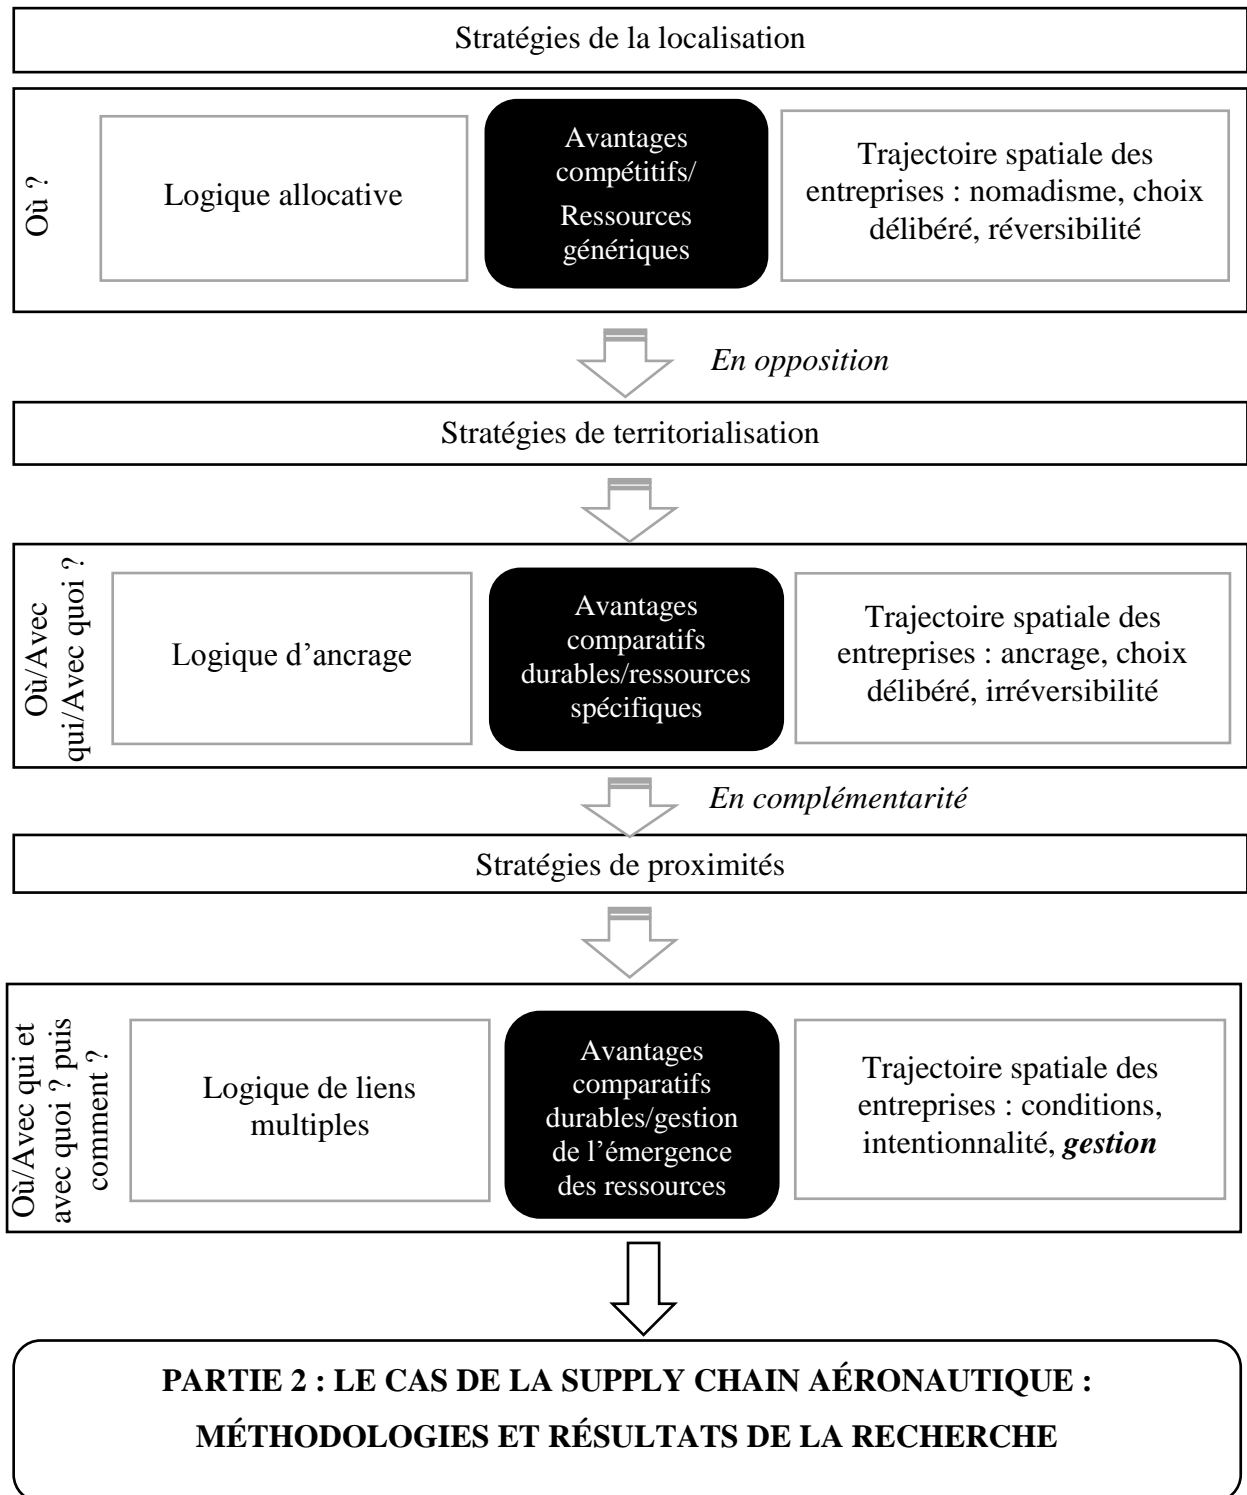 Stratégies de la localisation
Où ?
Logique allocative
Avantages
compétitifs/
Ressources
génériques
Trajectoire spatiale des
entreprises : nomadisme, choix
délibéré, réversibilité
En opposition
Stratégies de territorialisation
Où/Avec
qui/Avec quoi ?
Logique d’ancrage
Avantages
comparatifs
durables/ressources
spécifiques
Trajectoire spatiale des
entreprises : ancrage, choix
délibéré, irréversibilité
En complémentarité
Stratégies de proximités
Où/Avec qui et
avec quoi ? puis
comment ?
Logique de liens
multiples
Avantages
comparatifs
durables/gestion
de l’émergence
des ressources
Trajectoire spatiale des
entreprises : conditions,
intentionnalité, gestion
PARTIE 2 : LE CAS DE LA SUPPLY CHAIN AÉRONAUTIQUE :
MÉTHODOLOGIES ET RÉSULTATS DE LA RECHERCHE